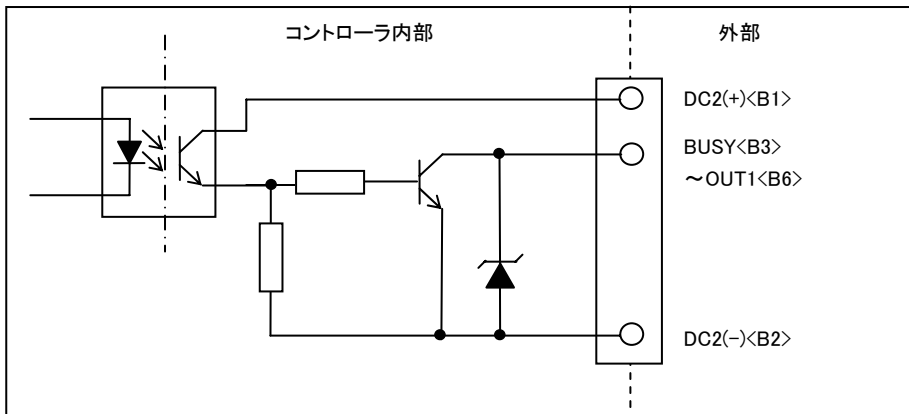 コントローラ内部
外部
DC2(+)<B1>
BUSY<B3>
~OUT1<B6>
DC2(-)<B2>